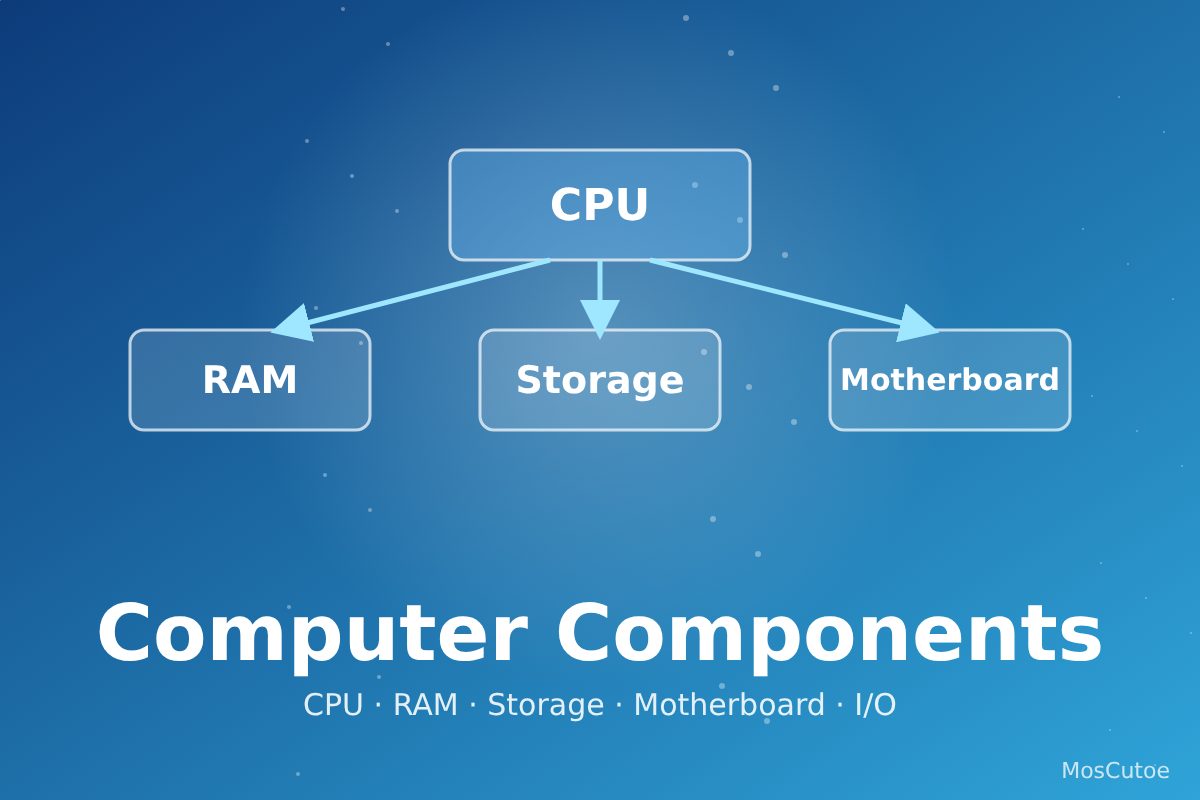 CPU
RAM
Storage
Motherboard
Computer Components
CPU · RAM · Storage · Motherboard · I/O
MosCutoe